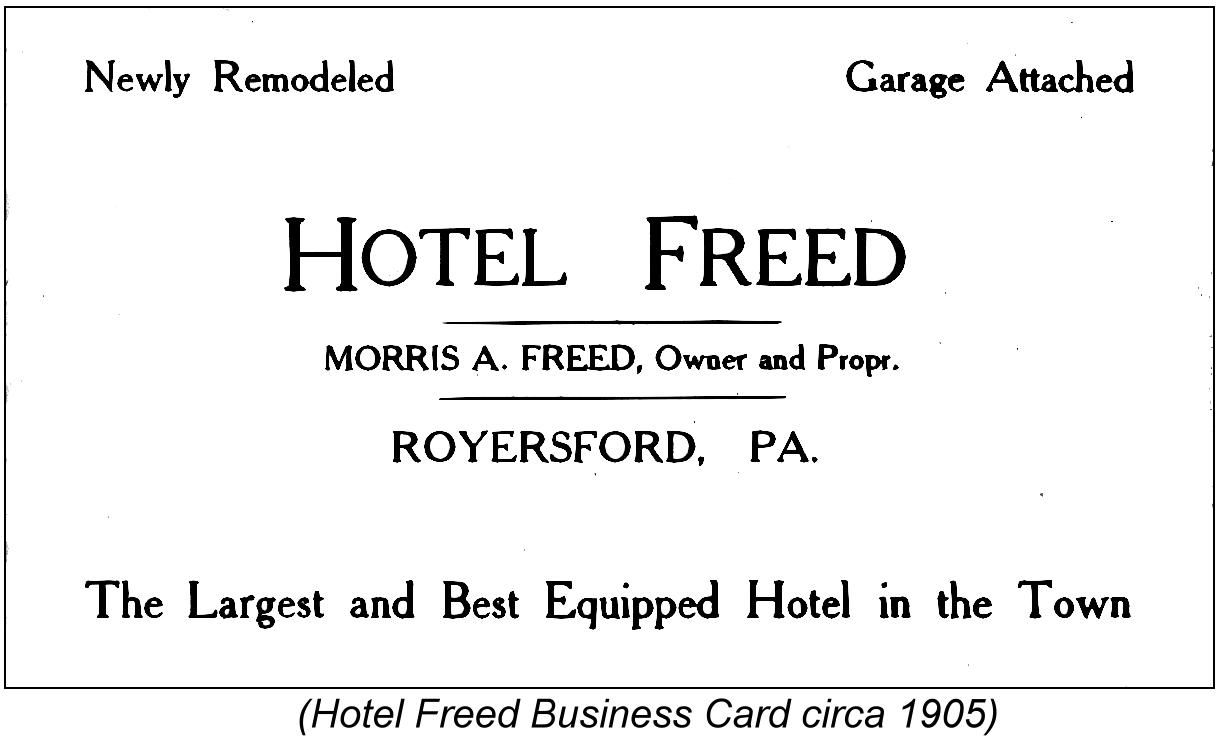 Newly Remodeled Garage Attached
HOTEL FREED
MORRIS A. FREED, Owner and Propr.
ROYERSFORD, PA.
The Largest and Best Equipped Hotel in the Town
(Hotel Freed Business Card circa 1905)